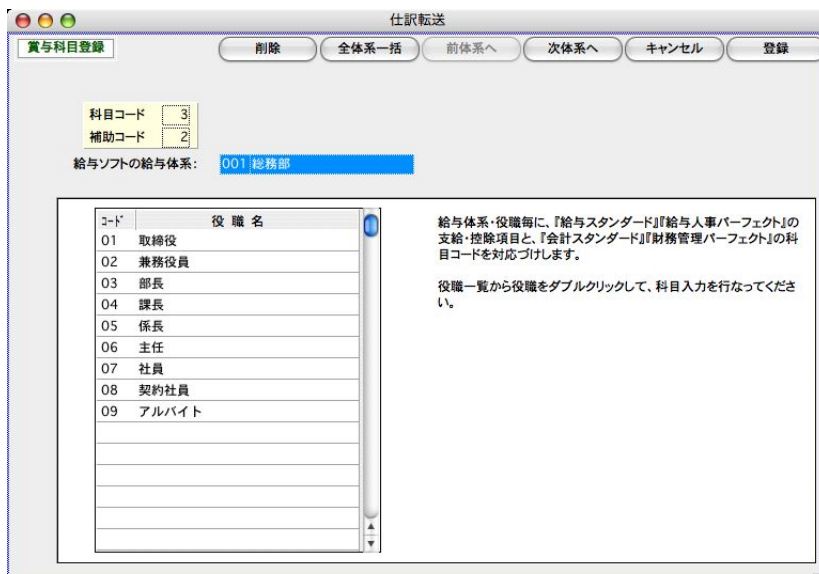 仕訳転送
賞与科目登録 削除 全体系一括 前体系へ 次体系へ キャンセル 登録
科目コード 3
補助コード 2
給与ソフトの給与体系: 001 総務部
ｺｰﾄﾞ 役 職 名
01 取締役
02 兼務役員
03 部長
04 課長
05 係長
06 主任
07 社員
08 契約社員
09 アルバイト
給与体系・役職毎に、『給与スタンダード』『給与人事パーフェクト』の
支給・控除項目と、『会計スタンダード』『財務管理パーフェクト』の科
目コードを対応づけします。
役職一覧から役職をダブルクリックして、科目入力を行なってくださ
い。